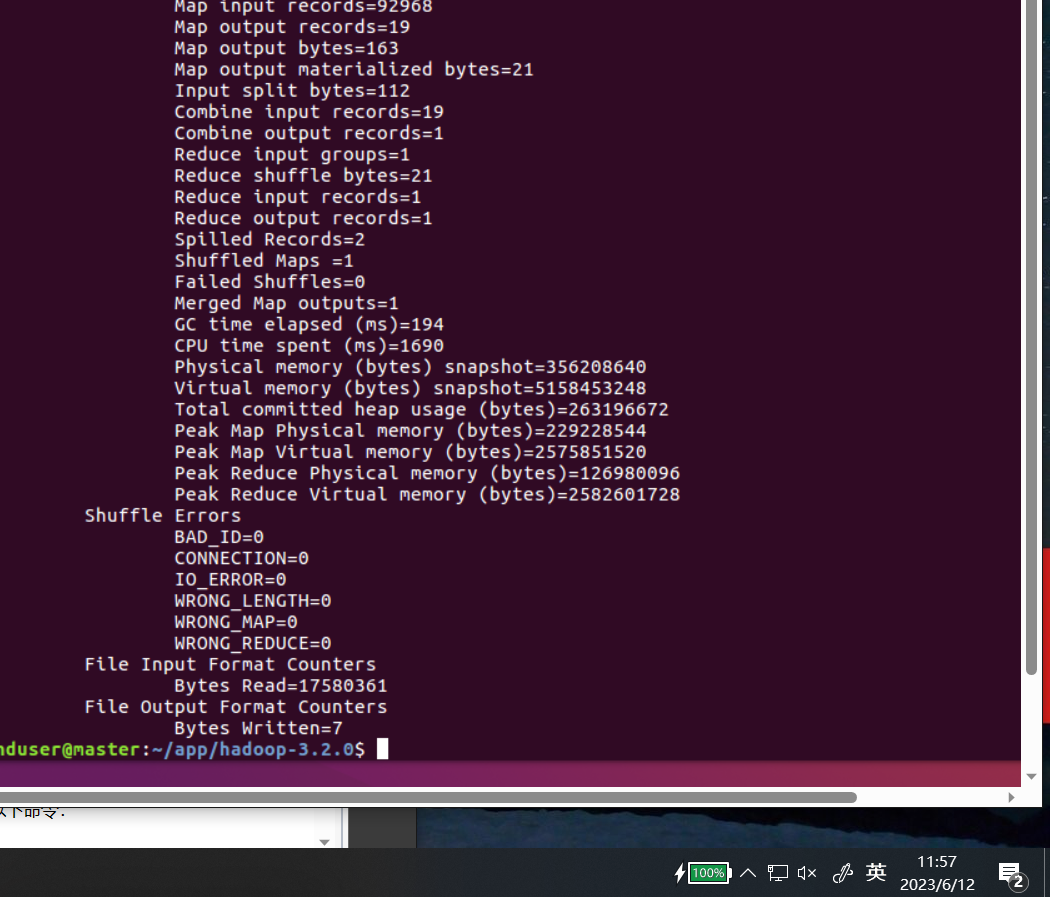 Map input records=92968
Map output records=19
Map output bytes=163
Map output materialized bytes=21
Input split bytes=112
Combine input records=19
Combine output records=1
Reduce input groups=1
Reduce shuffle bytes=21
Reduce input records=1
Reduce output records=1
Spilled Records=2
Shuffled Maps =1
Failed Shuffles=0
Merged Map outputs=1
GC time elapsed (ms)=194
CPU time spent (ms)=1690
Physical memory (bytes) snapshot=356208640
Virtual memory (bytes) snapshot=5158453248
Total committed heap usage (bytes)=263196672
Peak Map Physical memory (bytes)=229228544
Peak Map Virtual memory (bytes)=2575851520
Peak Reduce Physical memory (bytes)=126980096
Peak Reduce Virtual memory (bytes)=2582601728
Shuffle Errors
BAD_ID=0
CONNECTION=0
IO_ERROR=0
WRONG_LENGTH=0
WRONG_MAP=0
WRONG_REDUCE=0
File Input Format Counters
Bytes Read=17580361
File Output Format Counters
Bytes Written=7
nduser@master:~/app/hadoop-3.2.0$
以下命令:
100%
英
11:57
2023/6/12
2